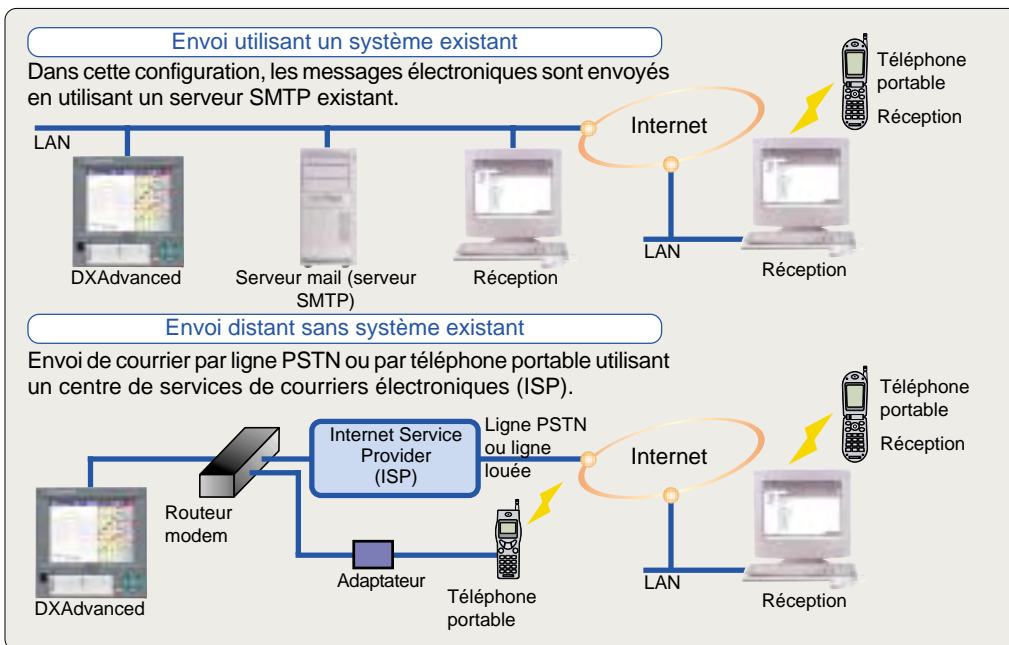 Envoi utilisant un système existant
Dans cette configuration, les messages électroniques sont envoyés
en utilisant un serveur SMTP existant.
Téléphone
portable
Réception
Internet
LAN
DXAdvanced
Serveur mail (serveur
SMTP)
Réception
LAN
Réception
Envoi distant sans système existant
Envoi de courrier par ligne PSTN ou par téléphone portable utilisant
un centre de services de courriers électroniques (ISP).
Téléphone
portable
Réception
Internet Service
Provider
(ISP)
Ligne PSTN
ou ligne
louée
Internet
Routeur
modem
Adaptateur
Téléphone
portable
DXAdvanced
LAN
Réception